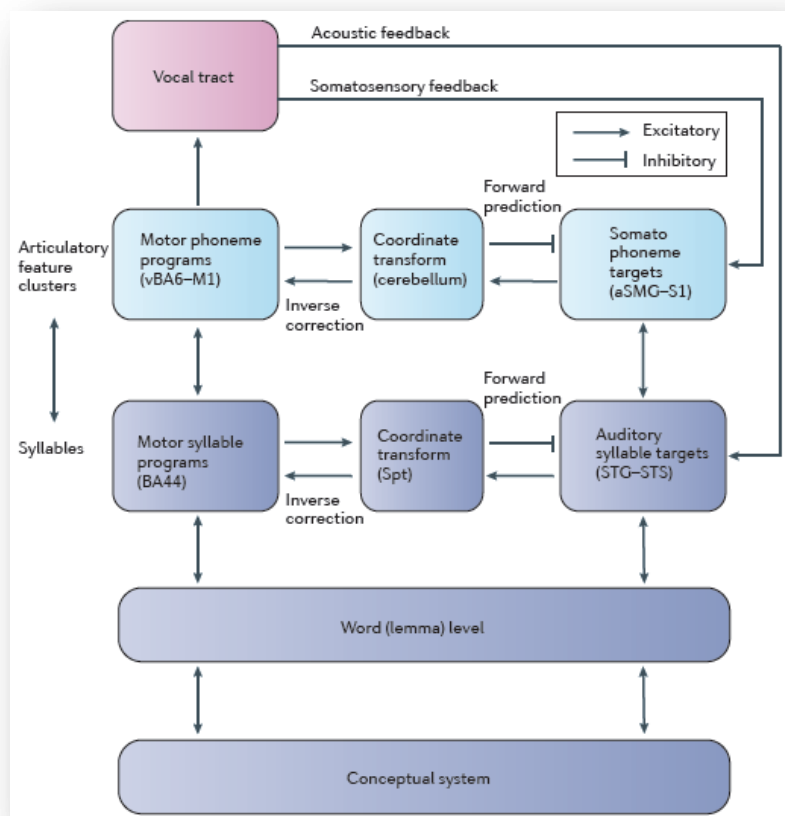 Acoustic feedback
Vocal tract
Somatosensory feedback
Excitatory
Inhibitory
Forward
prediction
Articulatory
feature
clusters
Motor phoneme
programs
(vBA6–M1)
Coordinate
transform
(cerebellum)
Somato
phoneme
targets
(aSMG–S1)
Inverse
correction
Forward
prediction
Syllables
Motor syllable
programs
(BA44)
Coordinate
transform
(Spt)
Auditory
syllable targets
(STG–STS)
Inverse
correction
Word (lemma) level
Conceptual system